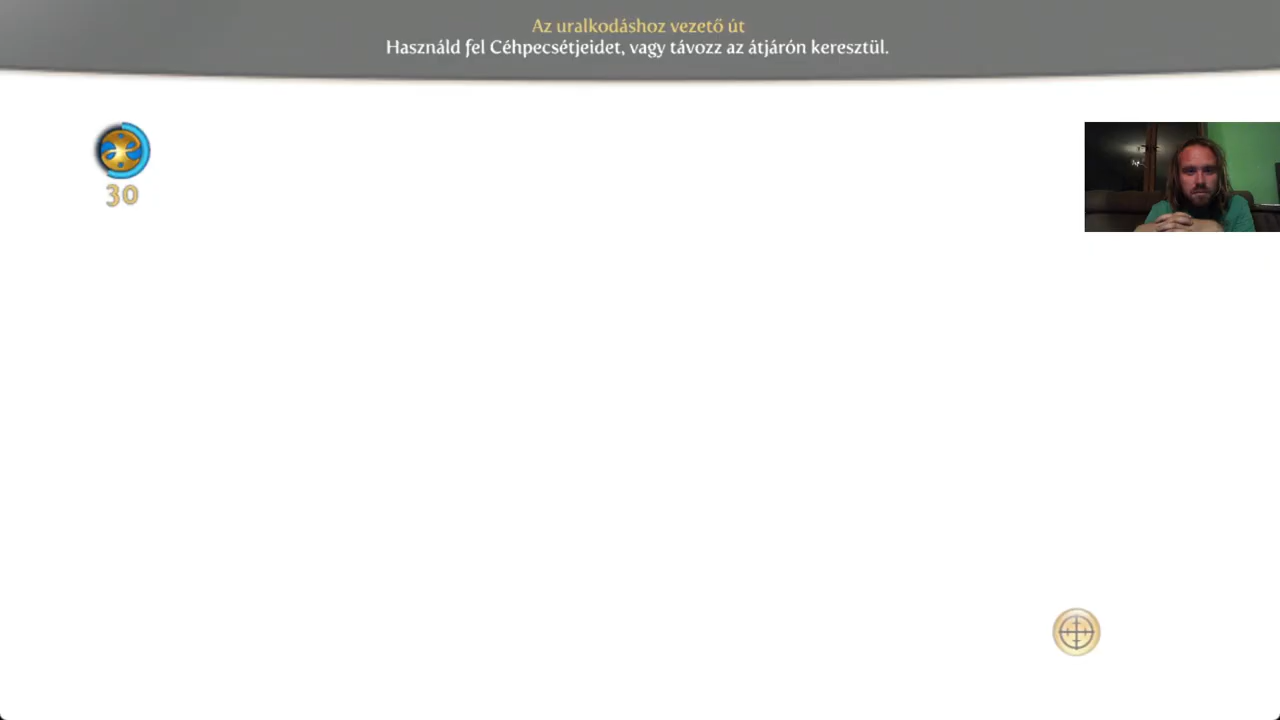 Az uralkodáshoz vezető út
Használd fel Céhpecsétjeidet, vagy távozz az átjárón keresztül.
30